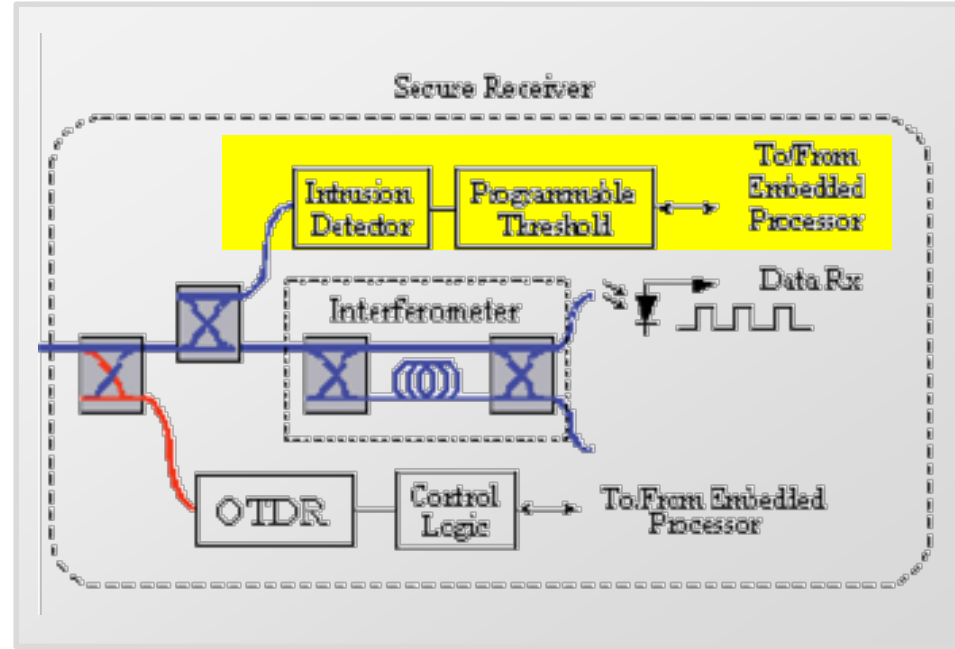 Secure Receiver
Intrusion
Detector
Programmable
Threshold
To/From
Embedded
Processor
Interferometer
Data Rx
OTDR
Control
Logic
To/From Embedded
Processor